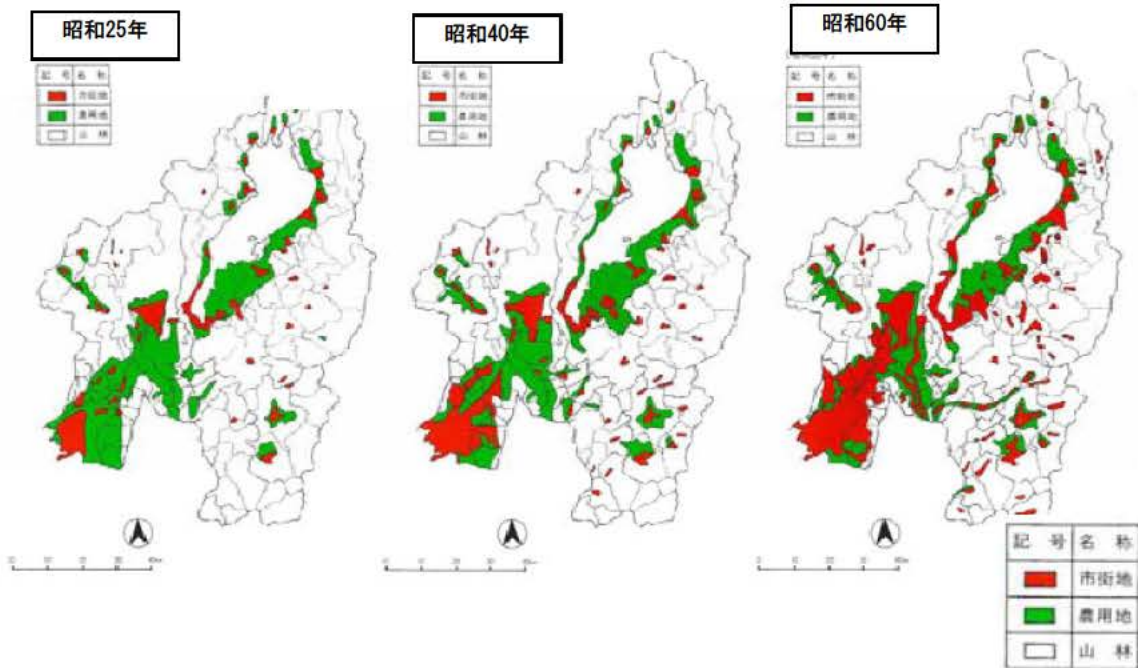 昭和25年
昭和40年
昭和60年
記号 名称
市街地
農用地
山林
記号 名称
市街地
農用地
山林
記号 名称
市街地
農用地
山林
記号 名称
市街地
農用地
山林